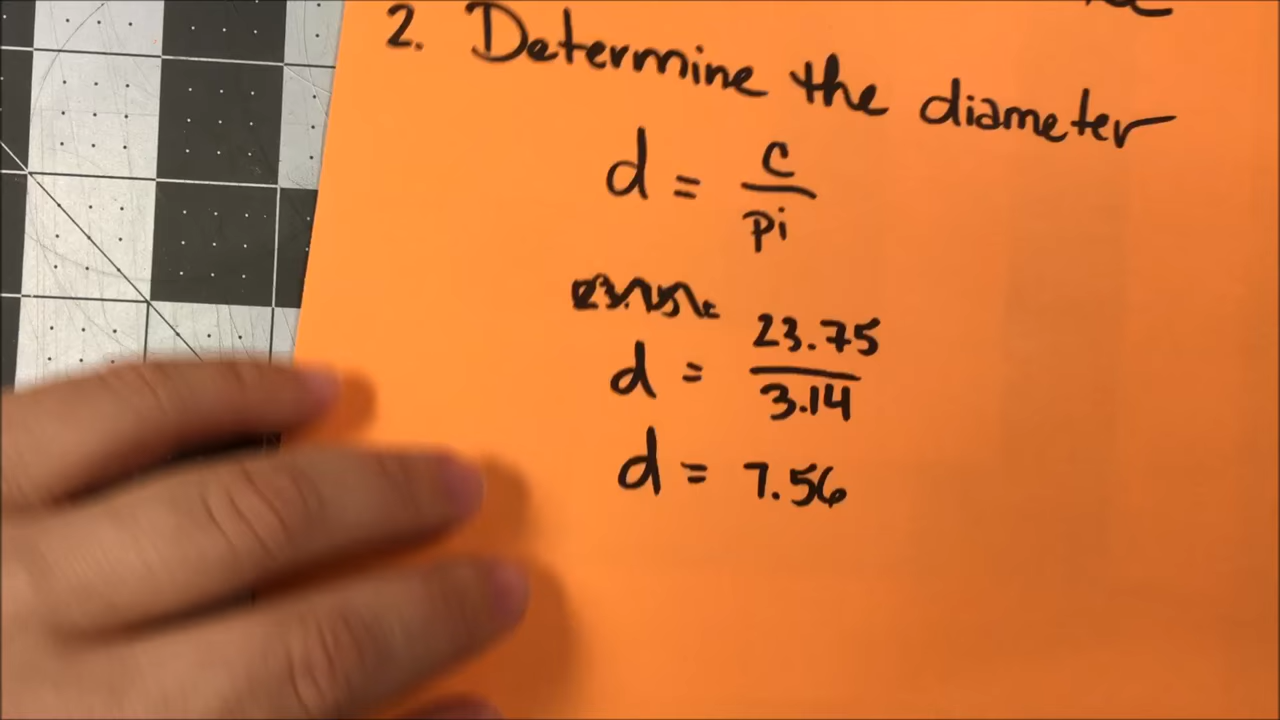 2. Determine the diameter
d = c
pi
d = 23.75
3.14
d = 7.56